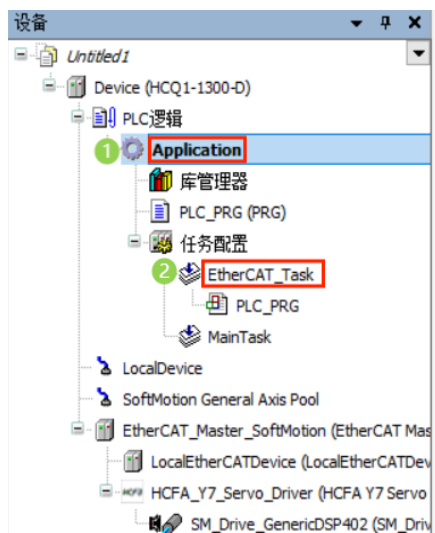 设备
Untitled1
Device (HCQ1-1300-D)
PLC逻辑
1 Application
库管理器
PLC_PRG (PRG)
任务配置
2 EtherCAT_Task
PLC_PRG
MainTask
LocalDevice
SoftMotion General Axis Pool
EtherCAT_Master_SoftMotion (EtherCAT Mas
LocalEtherCATDevice (LocalEtherCATDev
HCFA HCFA_Y7_Servo_Driver (HCFA Y7 Servo
SM_Drive_GenericDSP402 (SM_Driv